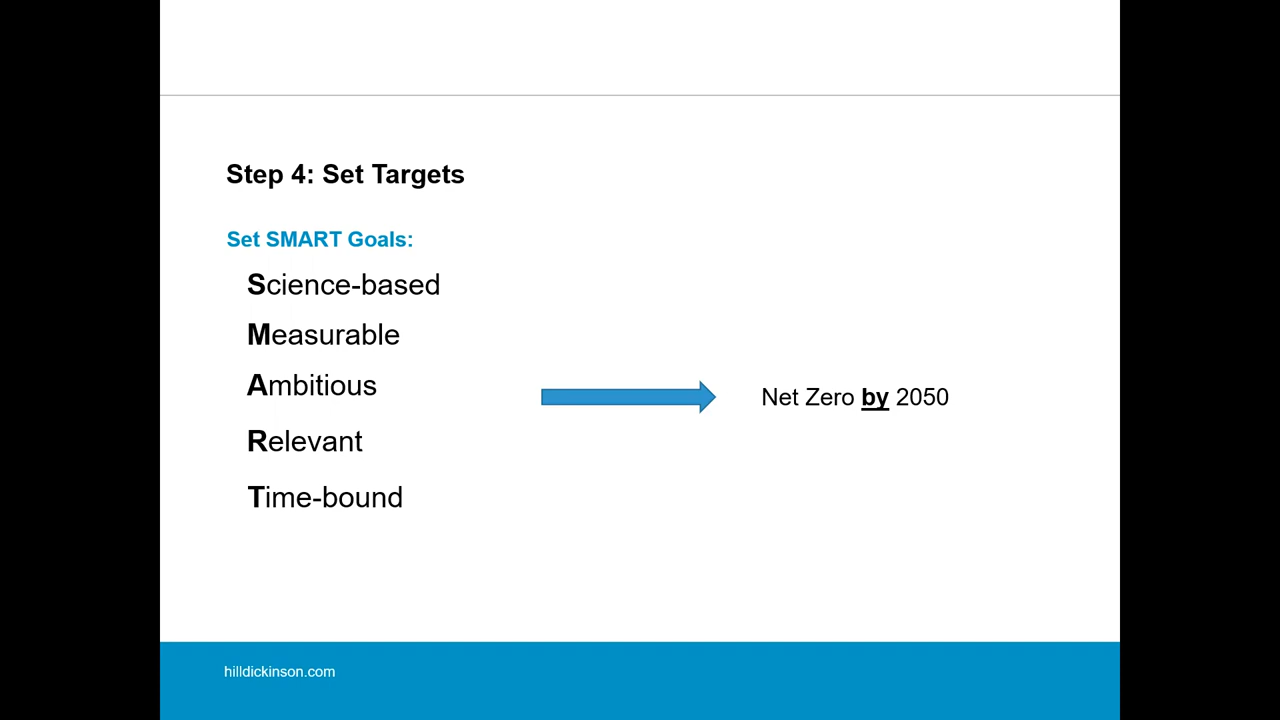 Step 4: Set Targets
Set SMART Goals:
Science-based
Measurable
Ambitious
Net Zero by 2050
Relevant
Time-bound
hilldickinson.com